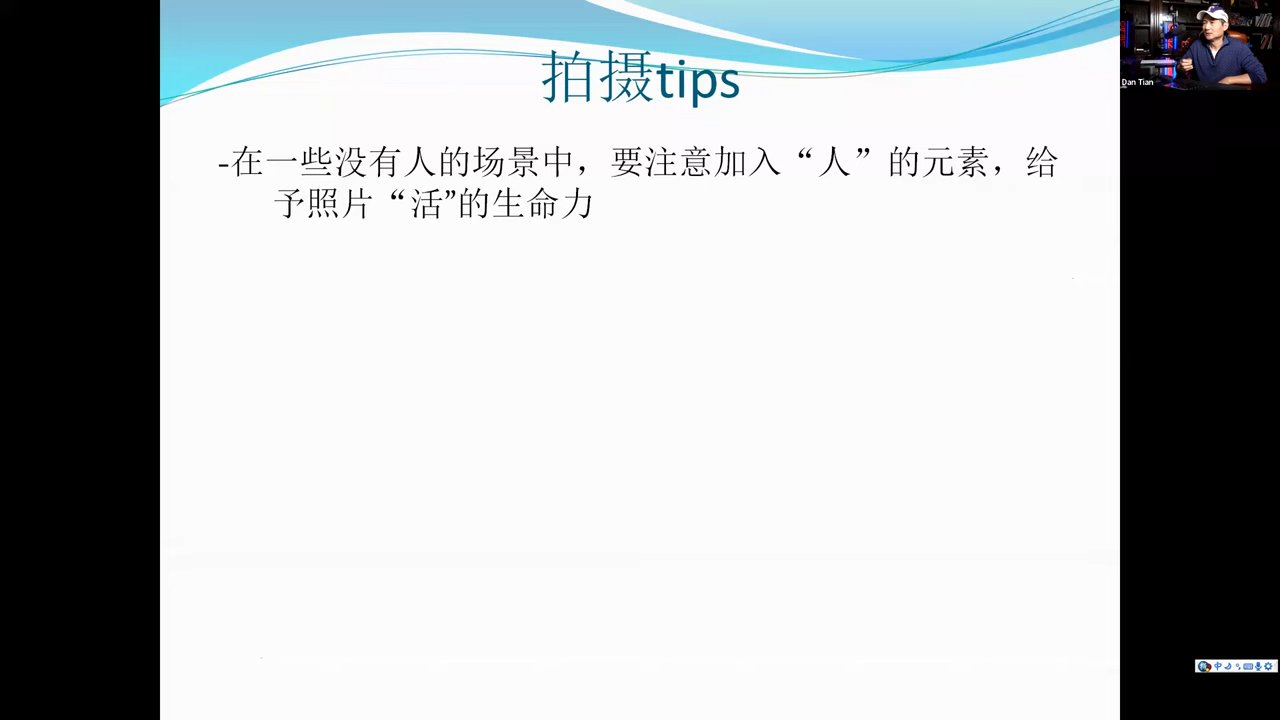 拍摄tips
-在一些没有人的场景中，要注意加入“人”的元素，给
予照片“活”的生命力
Dan Tian
中